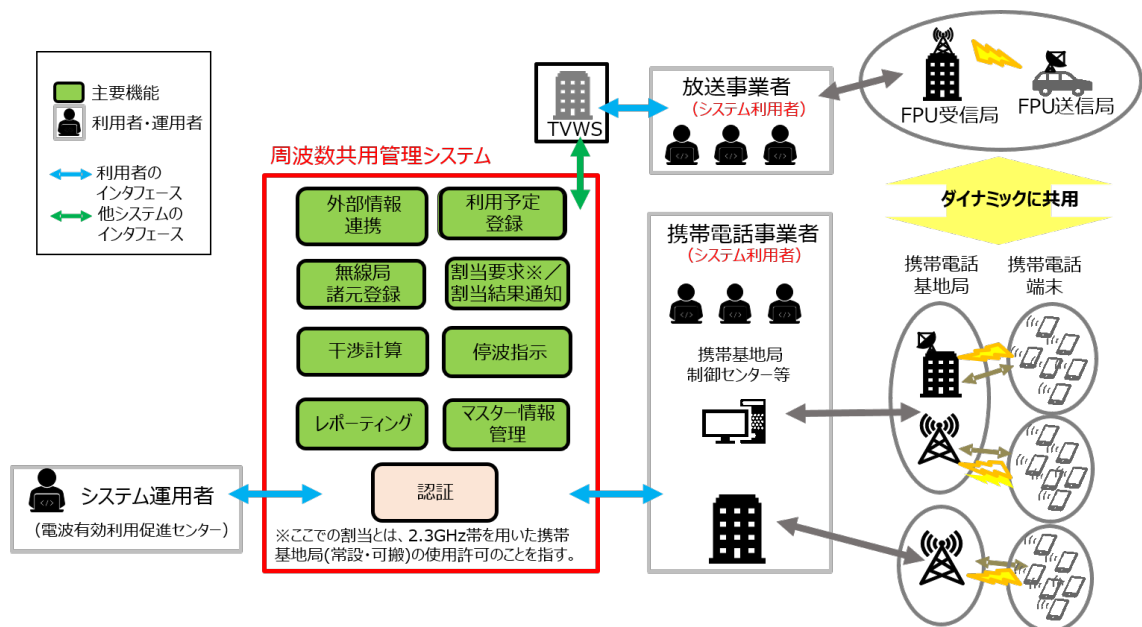 主要機能
利用者・運用者
利用者の
インタフェース
他システムの
インタフェース
TVWS
放送事業者
(システム利用者)
FPU受信局
FPU送信局
ダイナミックに共用
周波数共用管理システム
外部情報
連携
利用予定
登録
無線局
諸元登録
割当要求※／
割当結果通知
干渉計算
停波指示
レポーティング
マスター情報
管理
認証
※ここでの割当とは、2.3GHz帯を用いた携帯
基地局(常設・可搬)の使用許可のことを指す。
システム運用者
(電波有効利用促進センター)
携帯電話事業者
(システム利用者)
携帯基地局
制御センター等
携帯電話
基地局
携帯電話
端末